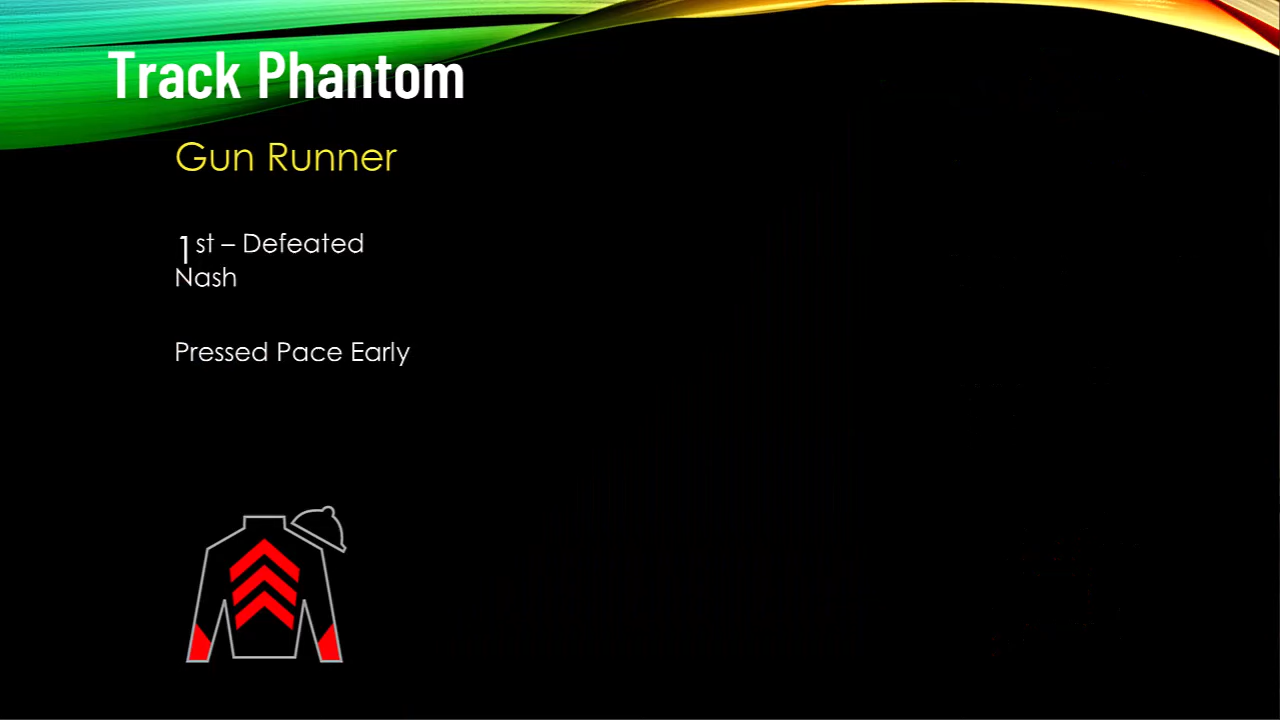 Track Phantom
Gun Runner
1st – Defeated
Nash
Pressed Pace Early